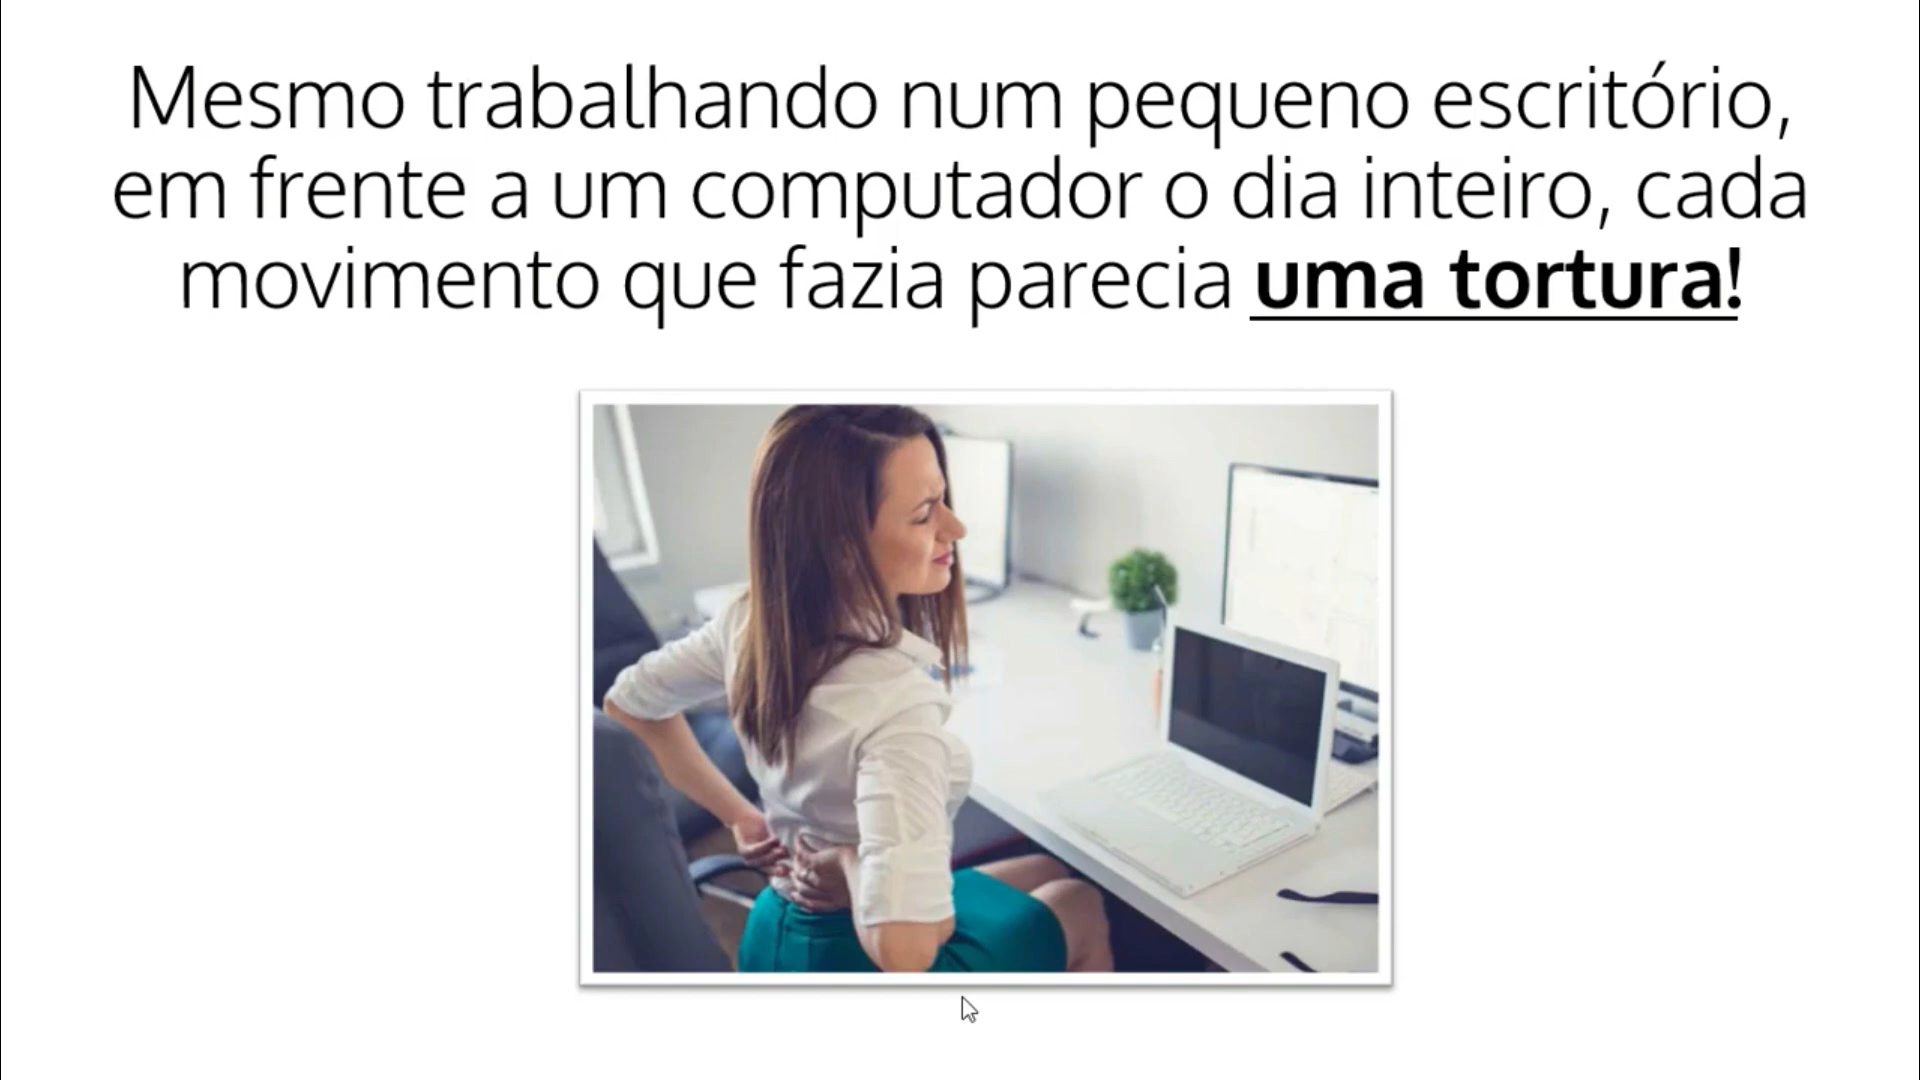 Mesmo trabalhando num pequeno escritório,
em frente a um computador o dia inteiro, cada
movimento que fazia parecia uma tortura!